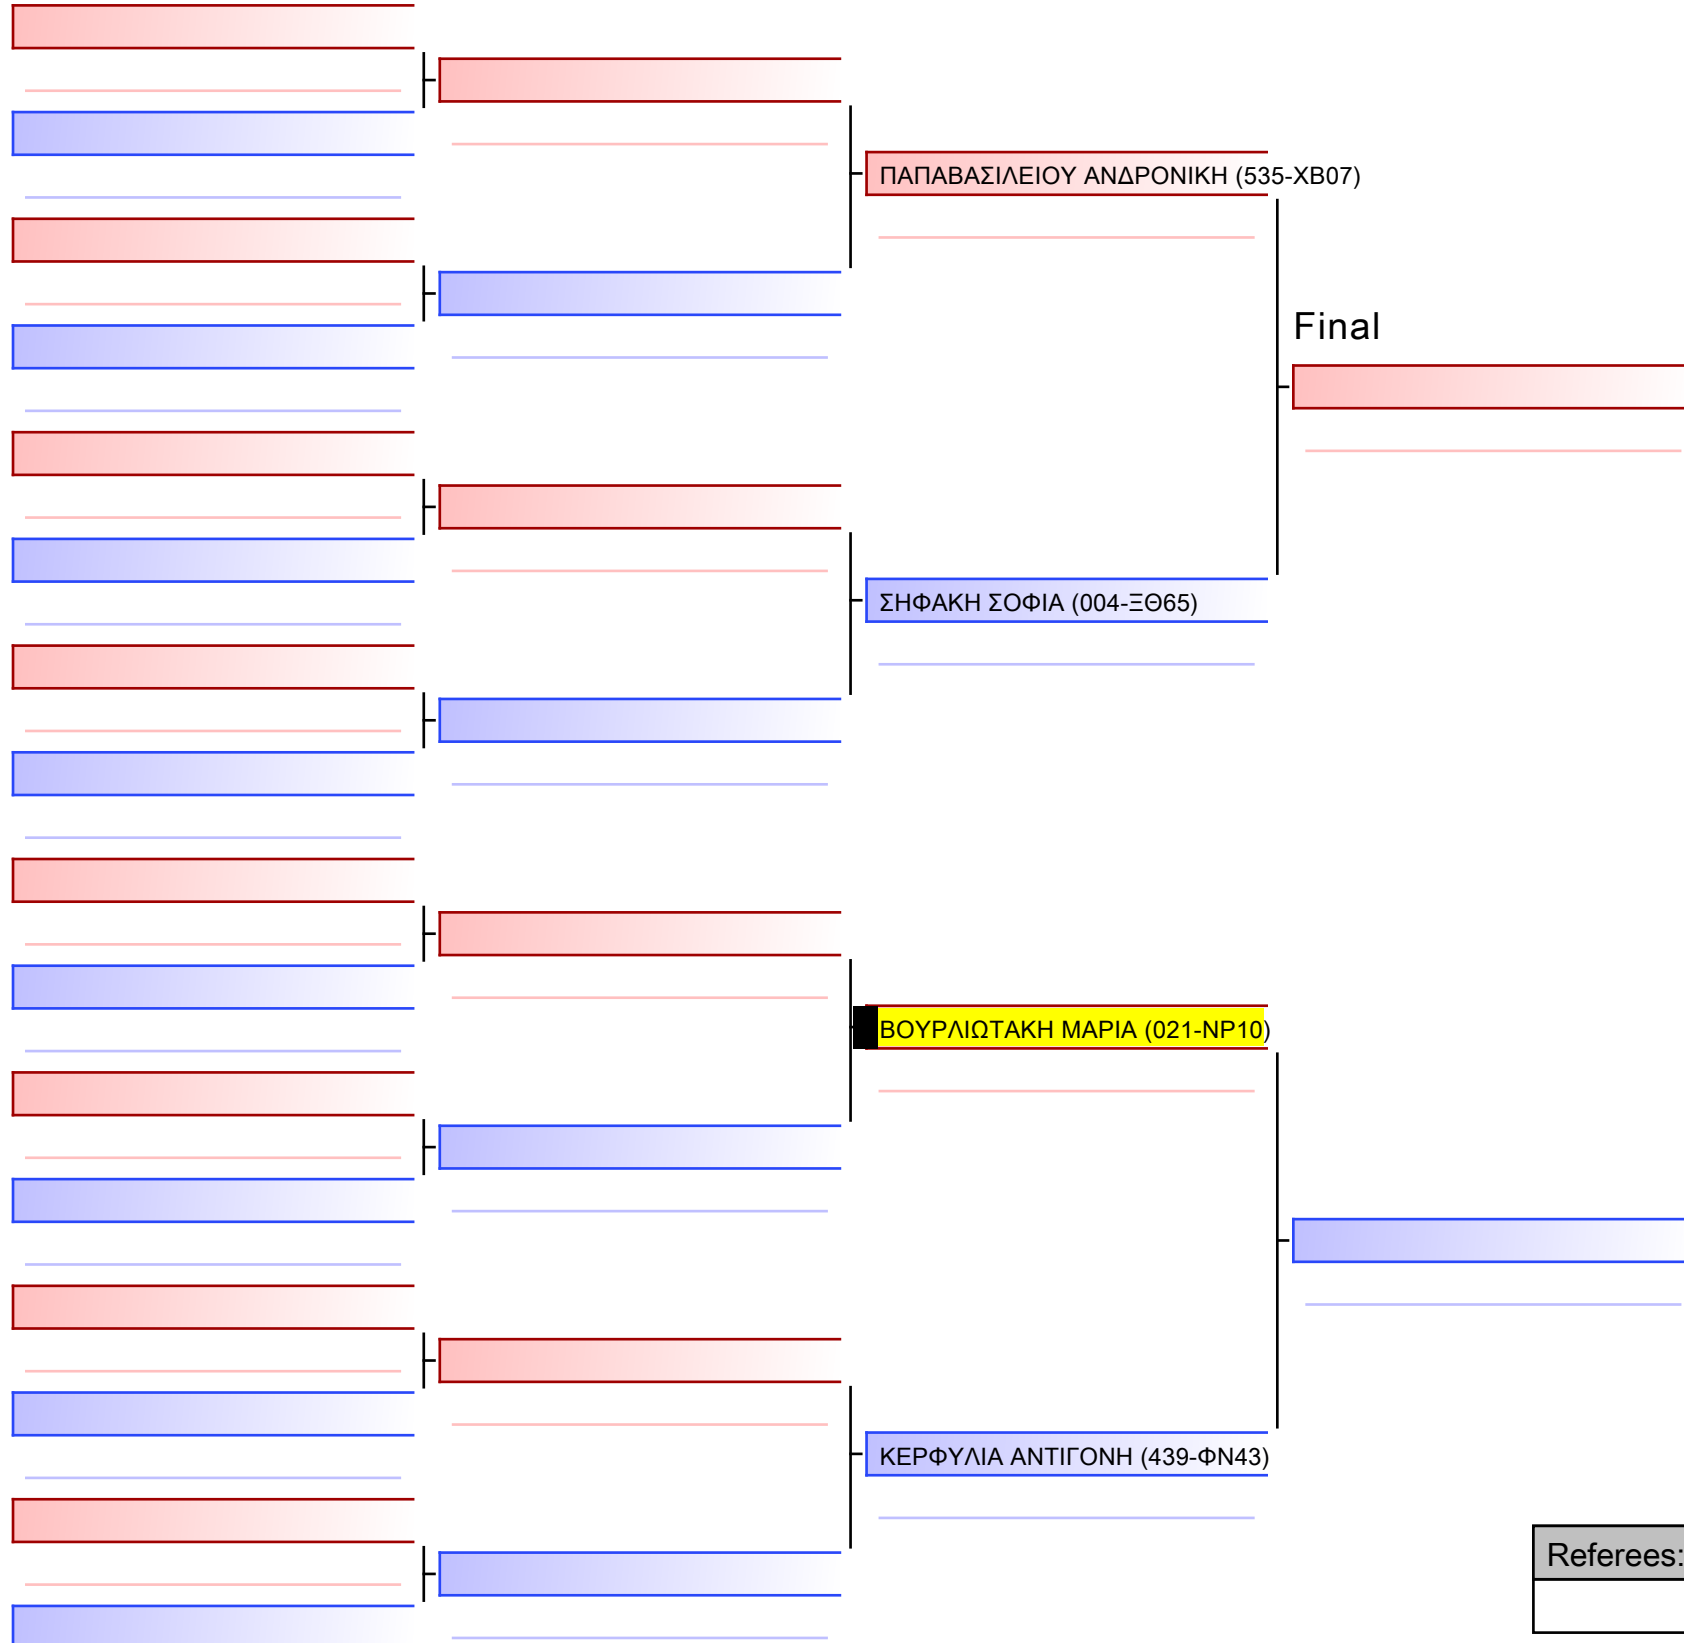 ΠΑΠΑΒΑΣΙΛΕΙΟΥ ΑΝΔΡΟΝΙΚΗ (535-ΧΒ07)
Final
ΣΗΦΑΚΗ ΣΟΦΙΑ (004-ΞΘ65)
ΒΟΥΡΛΙΩΤΑΚΗ ΜΑΡΙΑ (021-ΝΡ10)
ΚΕΡΦΥΛΙΑ ΑΝΤΙΓΟΝΗ (439-ΦΝ43)
Referees: